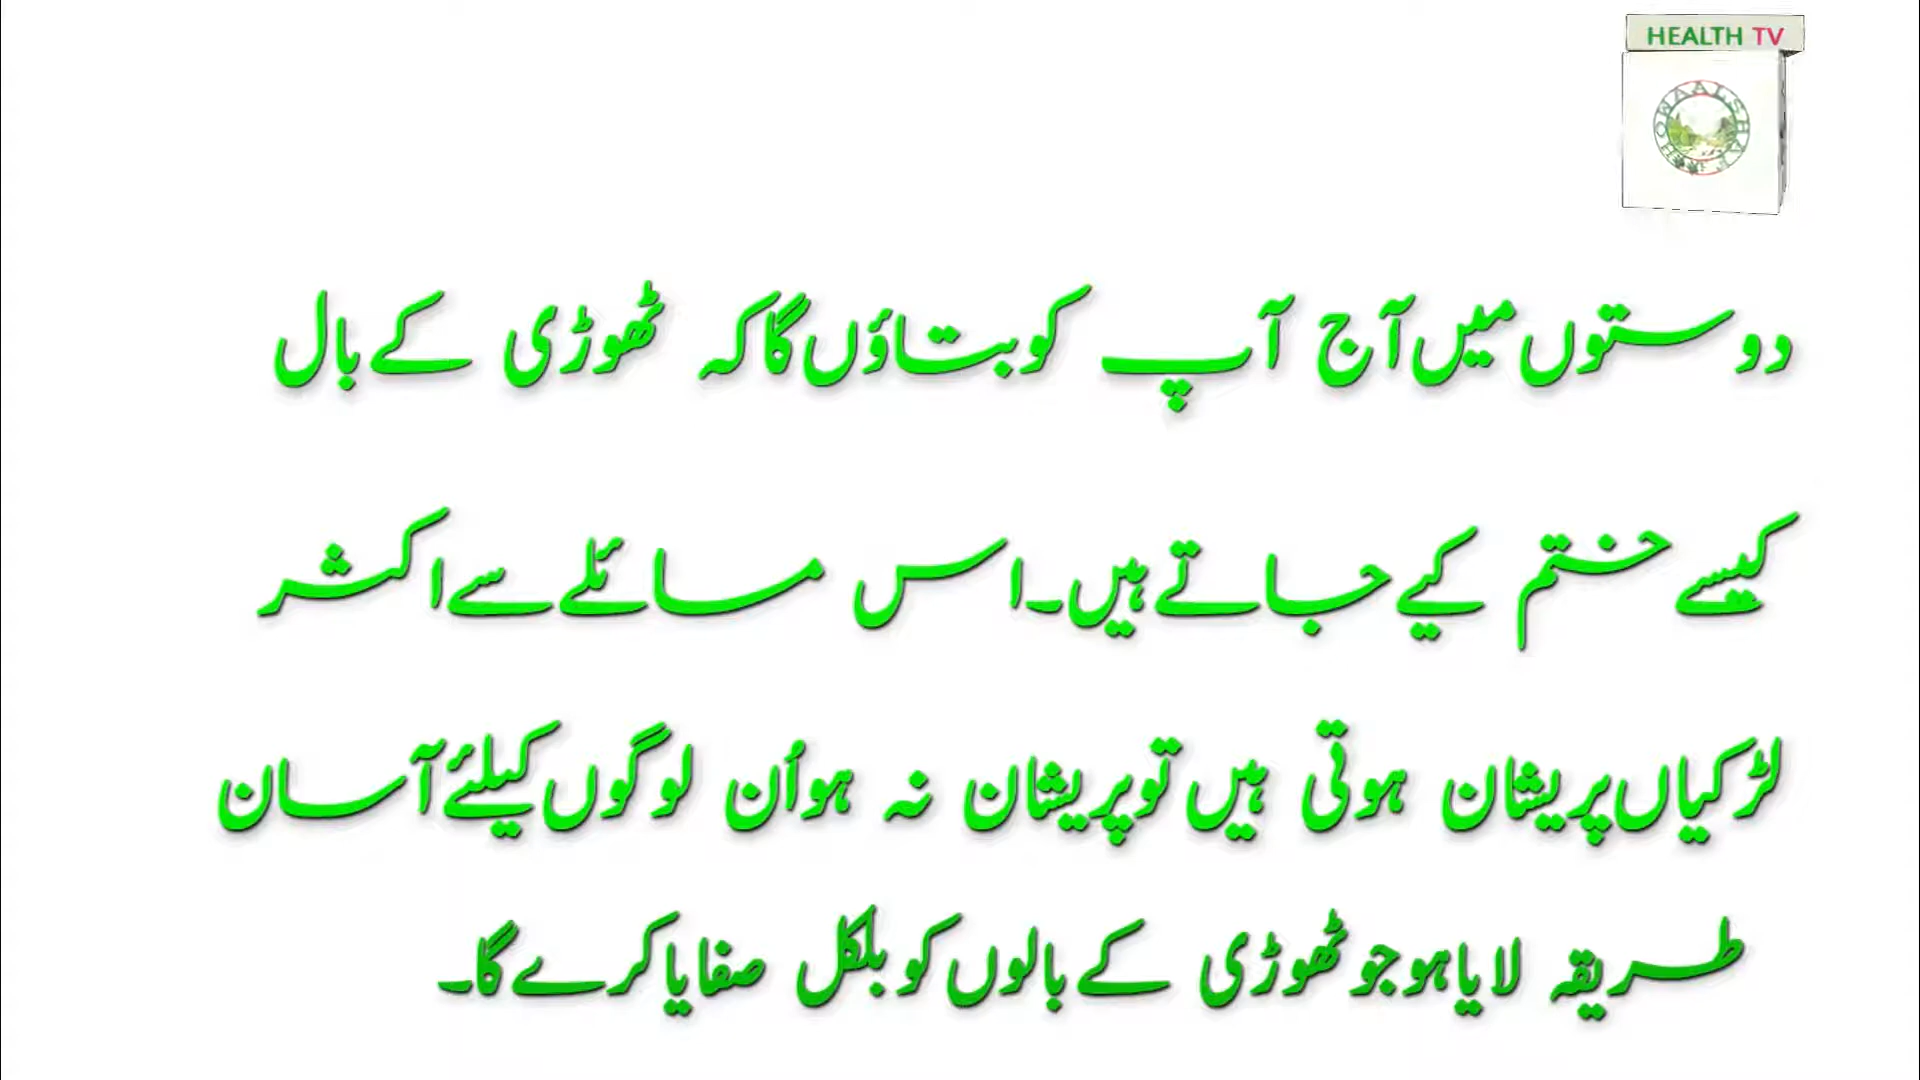 HEALTH TV
HOWAALSHAFI
دوستوں میں آج آپ کو بتاؤں گا کہ ٹھوڑی کے بال
کیسے ختم کیے جاتے ہیں۔ اس مسائلے سے اکثر
لڑکیاں پریشان ہوتی ہیں تو پریشان نہ ہو اُن لوگوں کیلئے آسان
طریقہ لایا ہو جو ٹھوڑی کے بالوں کو بلکل صفایا کرے گا۔